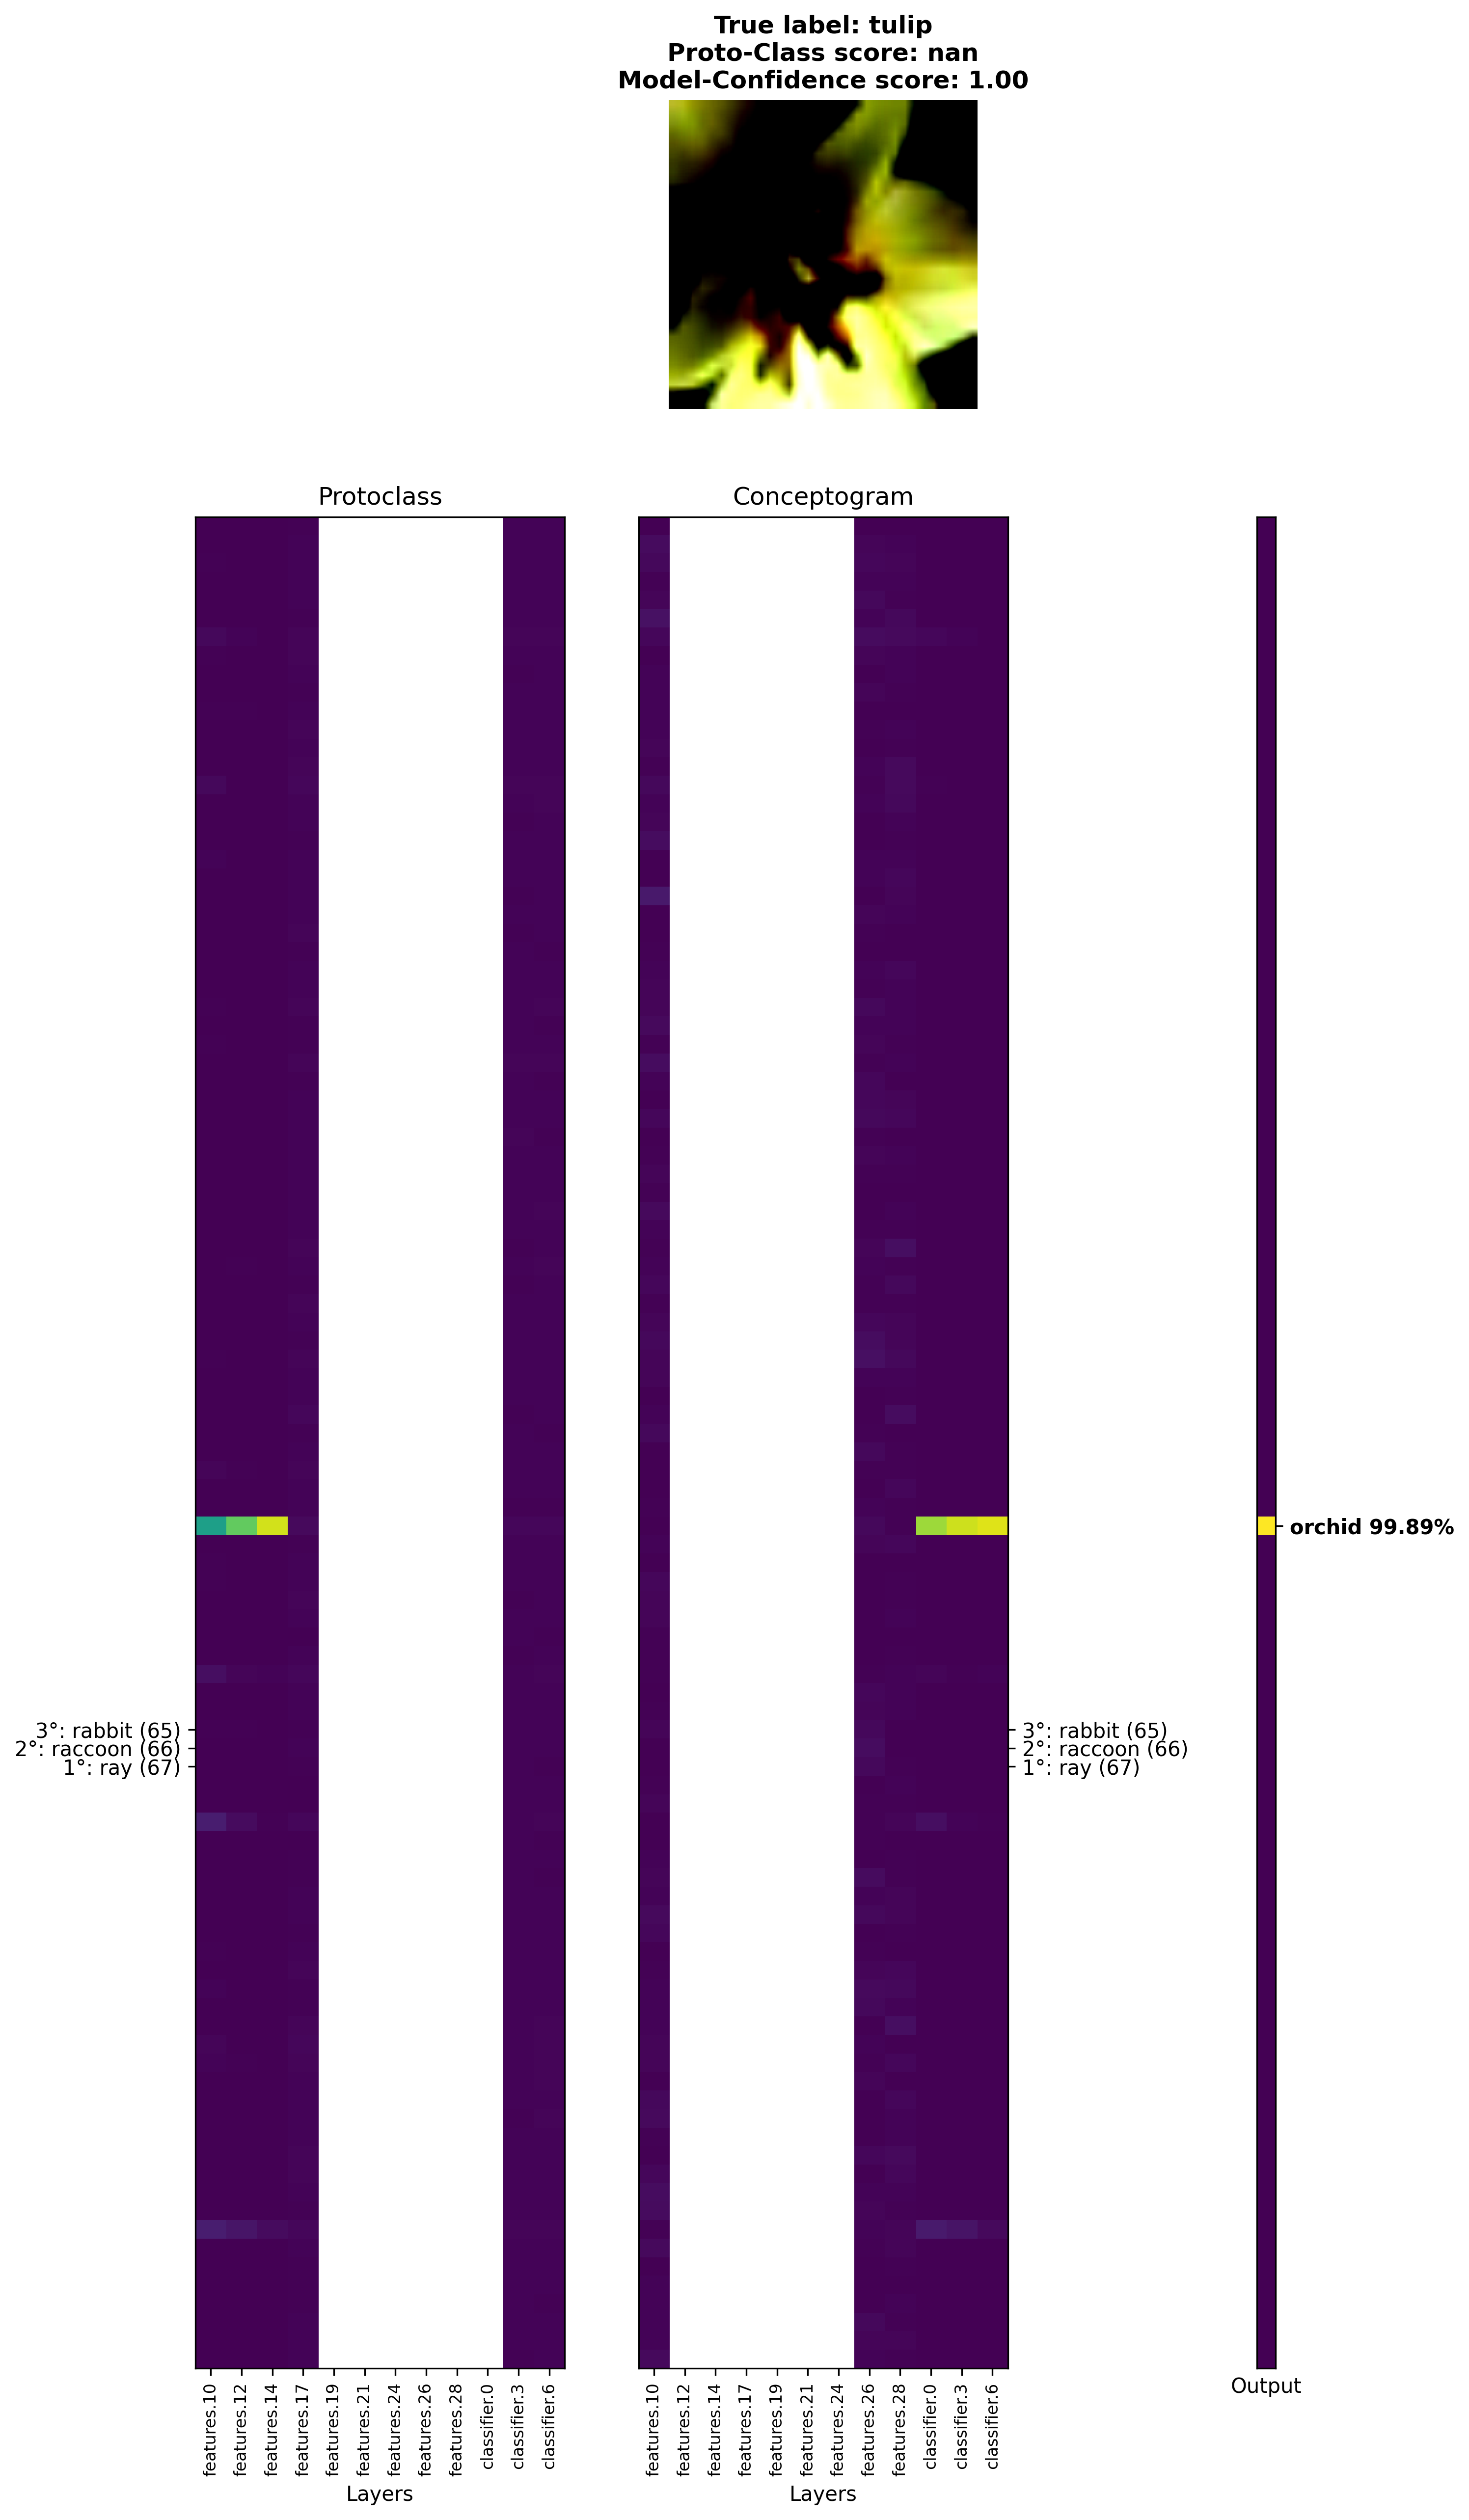 True label: tulip
Proto-Class score: nan
Model-Confidence score: 1.00
Protoclass
Conceptogram
orchid 99.89%
3°: rabbit (65)
2°: raccoon (66)
1°: ray (67)
3°: rabbit (65)
2°: raccoon (66)
1°: ray (67)
features.10
features.12
features.14
features.17
features.19
features.21
features.24
features.26
features.28
classifier.0
classifier.3
classifier.6
Layers
features.10
features.12
features.14
features.17
features.19
features.21
features.24
features.26
features.28
classifier.0
classifier.3
classifier.6
Layers
Output